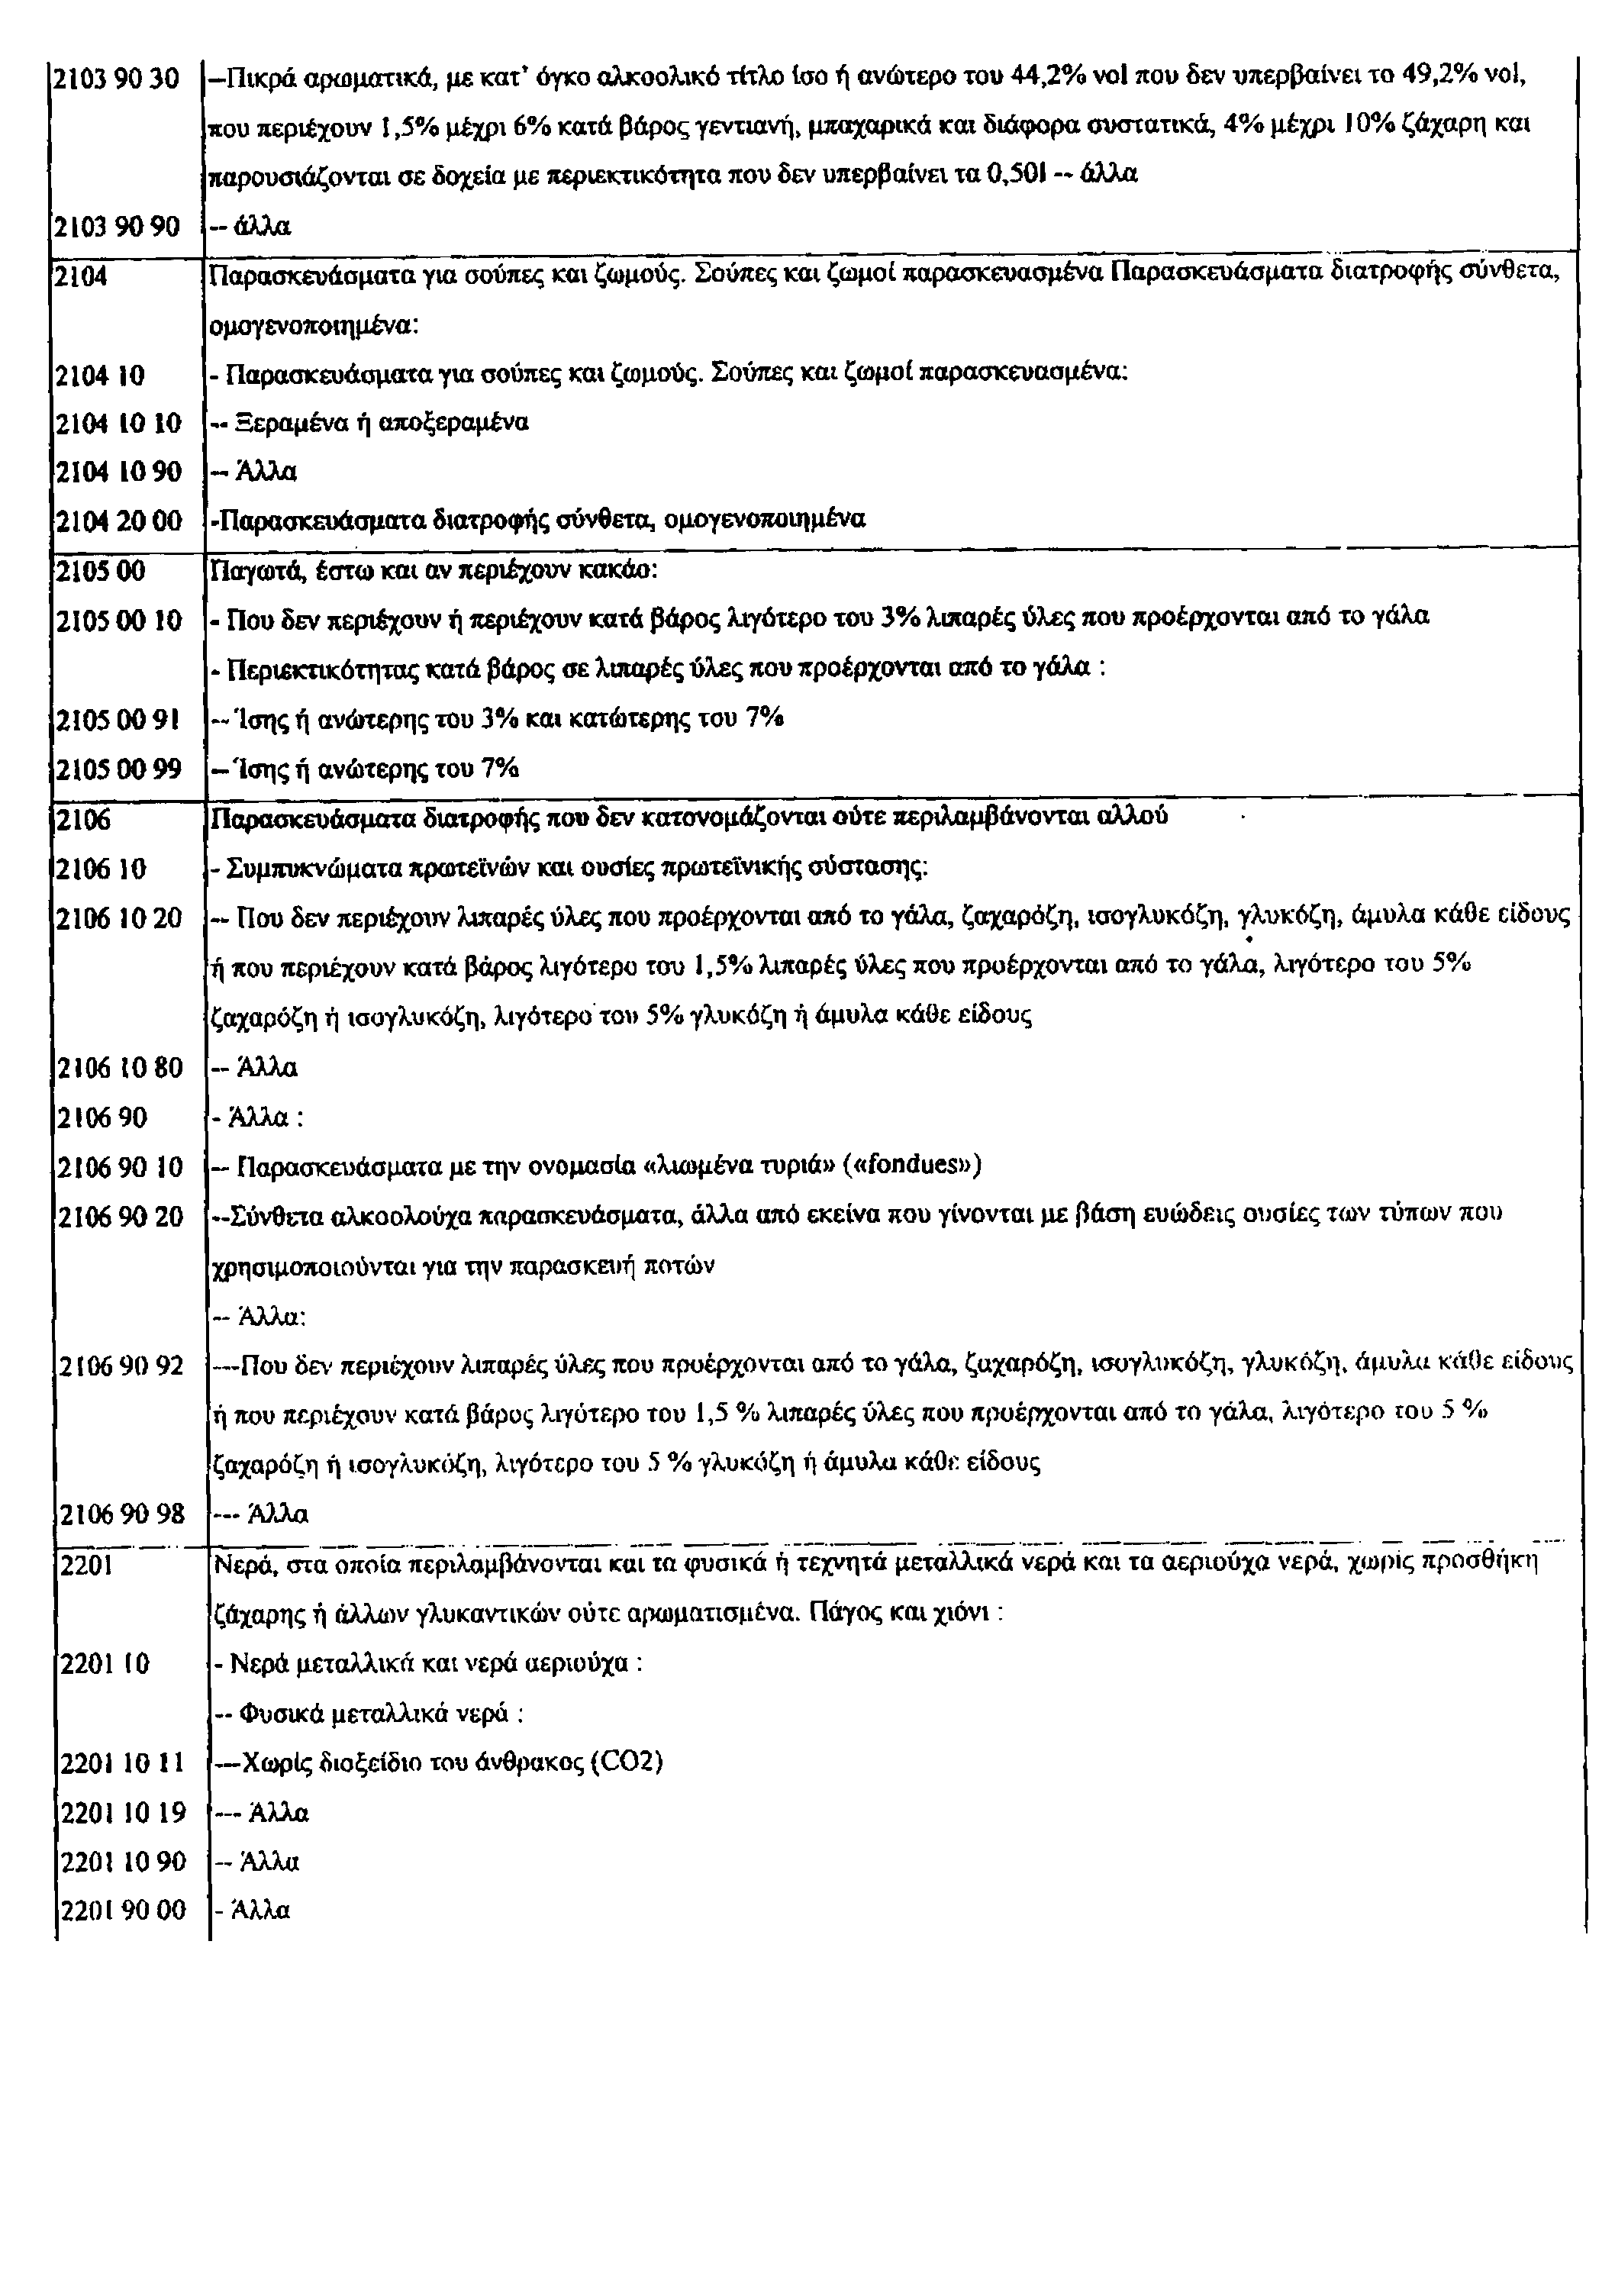 2103 90 30 –Πικρά αρωματικά, με κατ’ όγκο αλκοολικό τίτλο ίσο ή ανώτερο του 44,2% vol που δεν υπερβαίνει το 49,2% vol,
που περιέχουν 1,5% μέχρι 6% κατά βάρος γεντιανή, μπαχαρικά και διάφορα συστατικά, 4% μέχρι 10% ζάχαρη και
παρουσιάζονται σε δοχεία με περιεκτικότητα που δεν υπερβαίνει τα 0,50l -- άλλα
2103 90 90 -- άλλα
2104 Παρασκευάσματα για σούπες και ζωμούς. Σούπες και ζωμοί παρασκευασμένα Παρασκευάσματα διατροφής σύνθετα,
ομογενοποιημένα:
2104 10 - Παρασκευάσματα για σούπες και ζωμούς. Σούπες και ζωμοί παρασκευασμένα:
2104 10 10 -- Ξεραμένα ή αποξεραμένα
2104 10 90 -- Άλλα
2104 20 00 -Παρασκευάσματα διατροφής σύνθετα, ομογενοποιημένα
2105 00 Παγωτά, έστω και αν περιέχουν κακάο:
2105 00 10 - Που δεν περιέχουν ή περιέχουν κατά βάρος λιγότερο του 3% λιπαρές ύλες που προέρχονται από το γάλα
- Περιεκτικότητας κατά βάρος σε λιπαρές ύλες που προέρχονται από το γάλα :
2105 00 91 -- Ίσης ή ανώτερης του 3% και κατώτερης του 7%
2105 00 99 -- Ίσης ή ανώτερης του 7%
2106 Παρασκευάσματα διατροφής που δεν κατονομάζονται ούτε περιλαμβάνονται αλλού
2106 10 - Συμπυκνώματα πρωτεϊνών και ουσίες πρωτεϊνικής σύστασης:
2106 10 20 -- Που δεν περιέχουν λιπαρές ύλες που προέρχονται από το γάλα, ζαχαρόζη, ισογλυκόζη, γλυκόζη, άμυλα κάθε είδους
ή που περιέχουν κατά βάρος λιγότερο του 1,5% λιπαρές ύλες που προέρχονται από το γάλα, λιγότερο του 5%
ζαχαρόζη ή ισογλυκόζη, λιγότερο του 5% γλυκόζη ή άμυλα κάθε είδους
2106 10 80 -- Άλλα
2106 90 - Άλλα :
2106 90 10 -- Παρασκευάσματα με την ονομασία «λιωμένα τυριά» («fondues»)
2106 90 20 --Σύνθετα αλκοολούχα παρασκευάσματα, άλλα από εκείνα που γίνονται με βάση ευώδεις ουσίες των τύπων που
χρησιμοποιούνται για την παρασκευή ποτών
-- Άλλα:
2106 90 92 ---Που δεν περιέχουν λιπαρές ύλες που προέρχονται από το γάλα, ζαχαρόζη, ισογλυκόζη, γλυκόζη, άμυλα κάθε είδους
ή που περιέχουν κατά βάρος λιγότερο του 1,5 % λιπαρές ύλες που προέρχονται από το γάλα, λιγότερο του 5 %
ζαχαρόζη ή ισογλυκόζη, λιγότερο του 5 % γλυκόζη ή άμυλα κάθε είδους
2106 90 98 --- Άλλα
2201 Νερά, στα οποία περιλαμβάνονται και τα φυσικά ή τεχνητά μεταλλικά νερά και τα αεριούχα νερά, χωρίς προσθήκη
ζάχαρης ή άλλων γλυκαντικών ούτε αρωματισμένα. Πάγος και χιόνι :
2201 10 - Νερά μεταλλικά και νερά αεριούχα :
-- Φυσικά μεταλλικά νερά :
2201 10 11 ---Χωρίς διοξείδιο του άνθρακος (CO2)
2201 10 19 --- Άλλα
2201 10 90 -- Άλλα
2201 90 00 - Άλλα